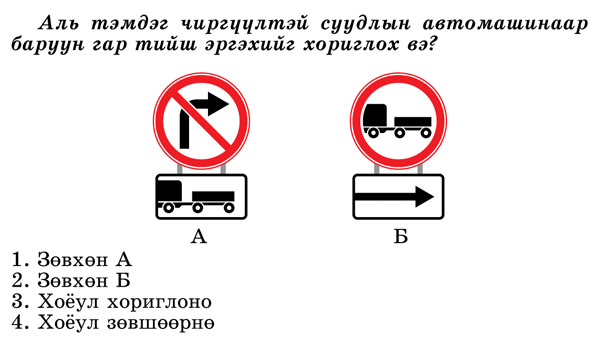 Аль тэмдэг чиргүүлтэй суудлын автомашинаар
баруун гар тийш эргэхийг хориглох вэ?
А Б
1. Зөвхөн А
2. Зөвхөн Б
3. Хоёул хориглоно
4. Хоёул зөвшөөрнө